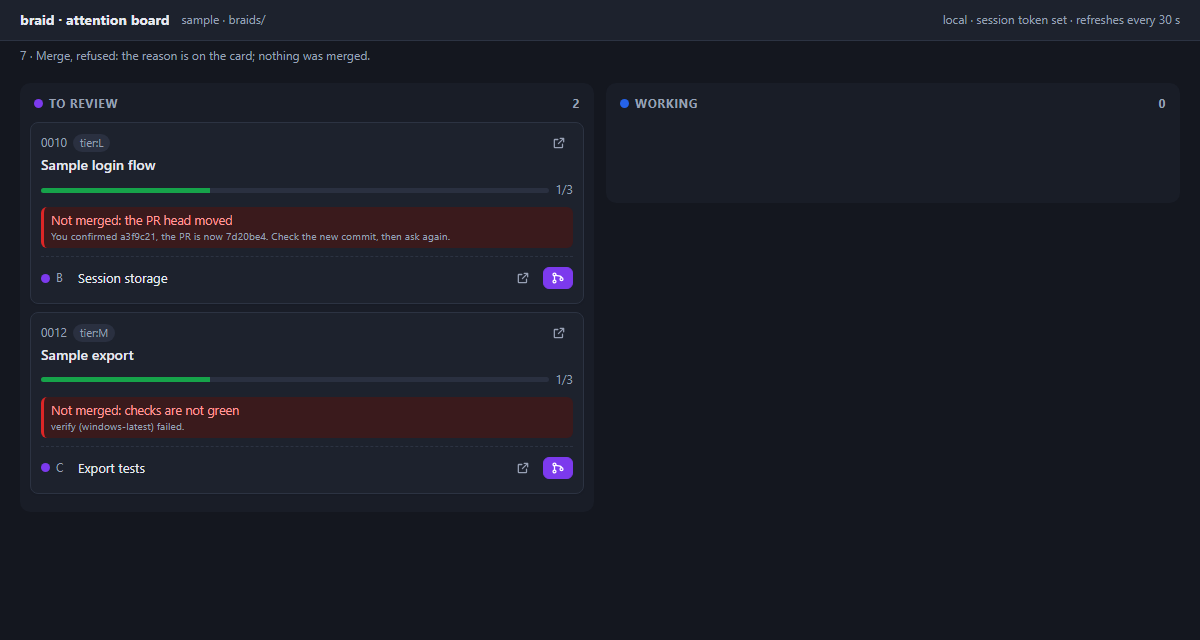 braid · attention board sample · braids/ local · session token set · refreshes every 30 s
7 · Merge, refused: the reason is on the card; nothing was merged.
TO REVIEW 2
0010 tier:L
Sample login flow
1/3
Not merged: the PR head moved
You confirmed a3f9c21, the PR is now 7d20be4. Check the new commit, then ask again.
B Session storage
0012 tier:M
Sample export
1/3
Not merged: checks are not green
verify (windows-latest) failed.
C Export tests
WORKING 0